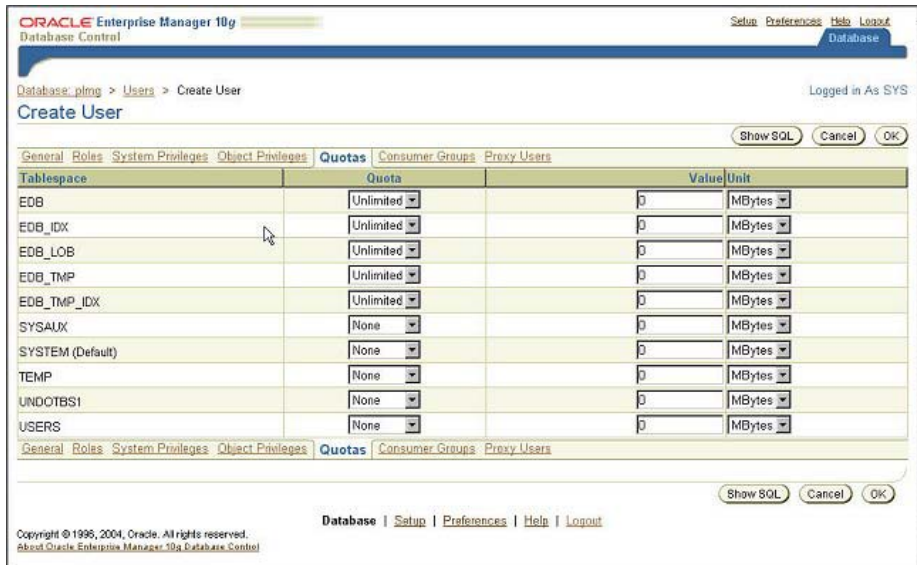 ORACLE Enterprise Manager 10g
Database Control
Setup Preferences Help Logout
Database
Database: plmg > Users > Create User
Logged in As SYS
Create User
Show SQL Cancel OK
General Roles System Privileges Object Privileges Quotas Consumer Groups Proxy Users
Tablespace Quota Value Unit
EDB Unlimited 0 MBytes
EDB_IDX Unlimited 0 MBytes
EDB_LOB Unlimited 0 MBytes
EDB_TMP Unlimited 0 MBytes
EDB_TMP_IDX Unlimited 0 MBytes
SYSAUX None 0 MBytes
SYSTEM (Default) None 0 MBytes
TEMP None 0 MBytes
UNDOTBS1 None 0 MBytes
USERS None 0 MBytes
General Roles System Privileges Object Privileges Quotas Consumer Groups Proxy Users
Show SQL Cancel OK
Database | Setup | Preferences | Help | Logout
Copyright © 1996, 2004, Oracle. All rights reserved.
About Oracle Enterprise Manager 10g Database Control